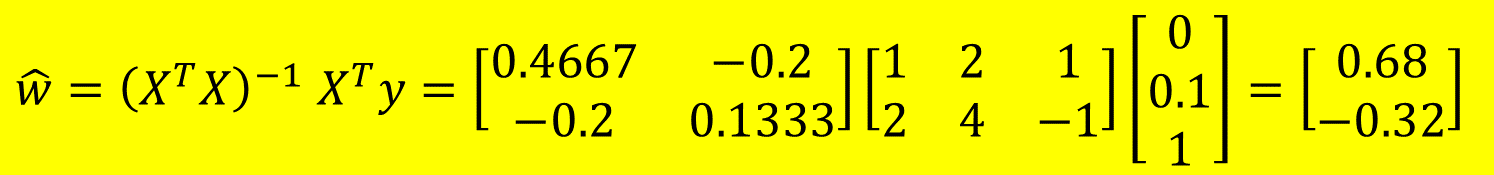 ŵ = (XᵀX)⁻¹ Xᵀy = [0.4667 −0.2; −0.2 0.1333] [1 2 1; 2 4 −1] [0; 0.1; 1] = [0.68; −0.32]